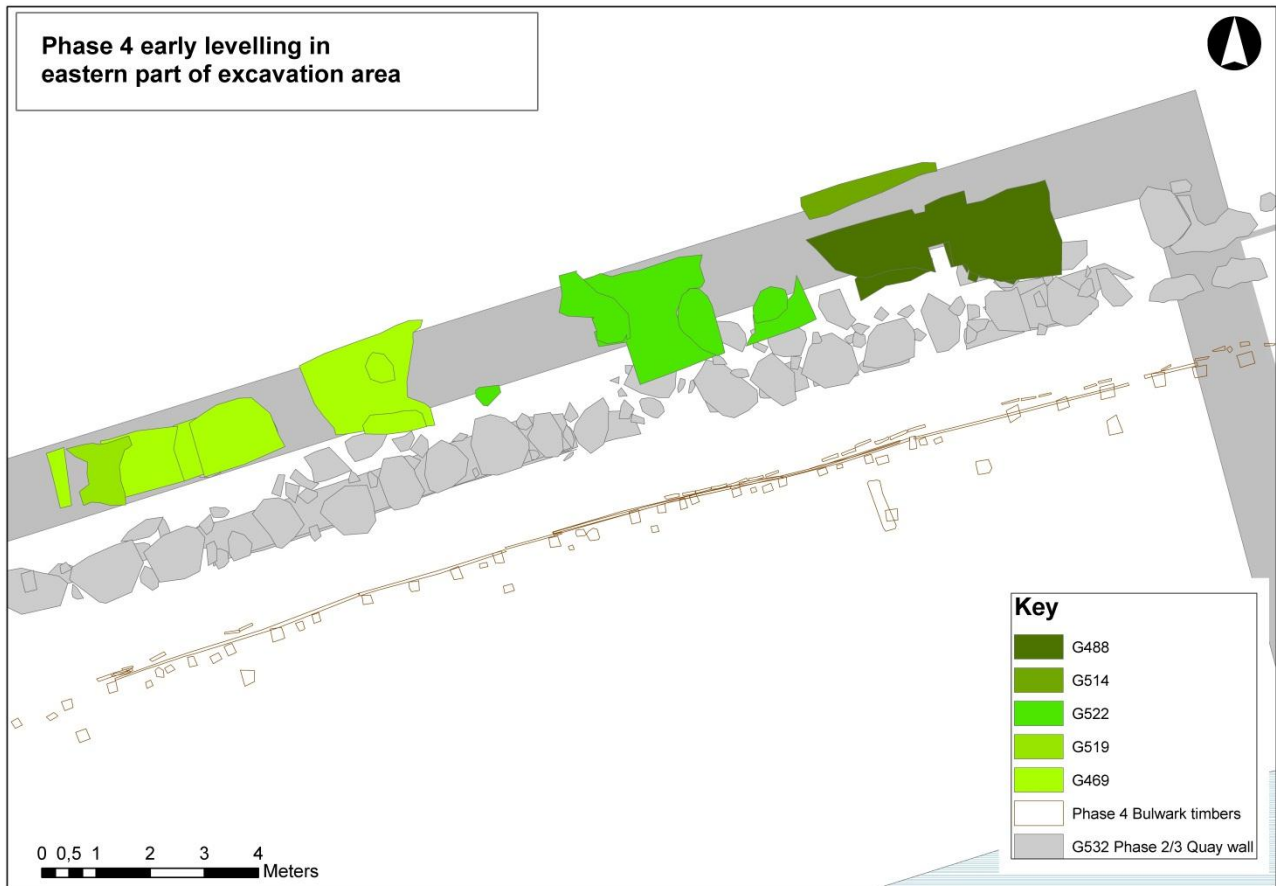 Phase 4 early levelling in
eastern part of excavation area
Key
G488
G514
G522
G519
G469
Phase 4 Bulwark timbers
G532 Phase 2/3 Quay wall
0 0,5 1 2 3 4
Meters